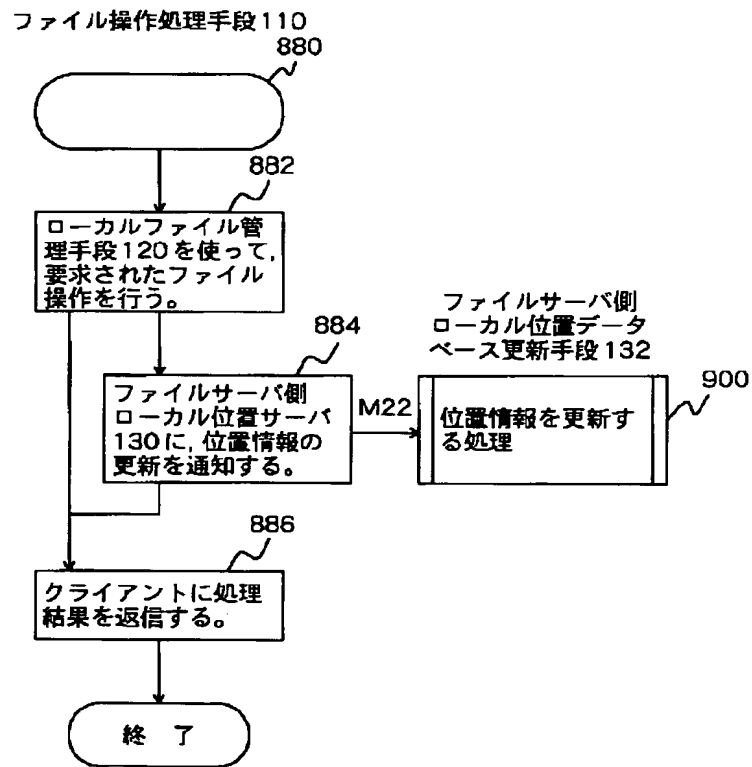 ファイル操作処理手段110
880
882
ローカルファイル管
理手段120を使って,
要求されたファイル
操作を行う。
884
ファイルサーバ側
ローカル位置サーバ
130に,位置情報の
更新を通知する。
M22
ファイルサーバ側
ローカル位置データ
ベース更新手段132
900
位置情報を更新す
る処理
886
クライアントに処理
結果を返信する。
終 了